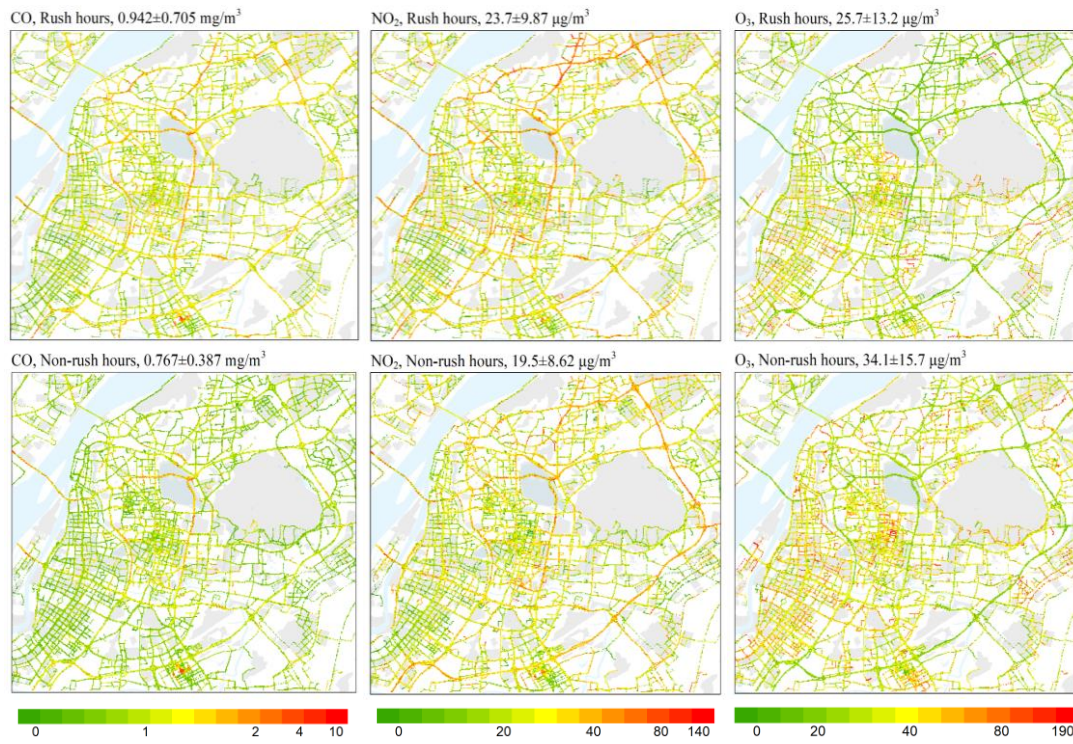 CO, Rush hours, 0.942±0.705 mg/m³
NO₂, Rush hours, 23.7±9.87 μg/m³
O₃, Rush hours, 25.7±13.2 μg/m³
CO, Non-rush hours, 0.767±0.387 mg/m³
NO₂, Non-rush hours, 19.5±8.62 μg/m³
O₃, Non-rush hours, 34.1±15.7 μg/m³
0 1 2 4 10
0 20 40 80 140
0 20 40 80 190